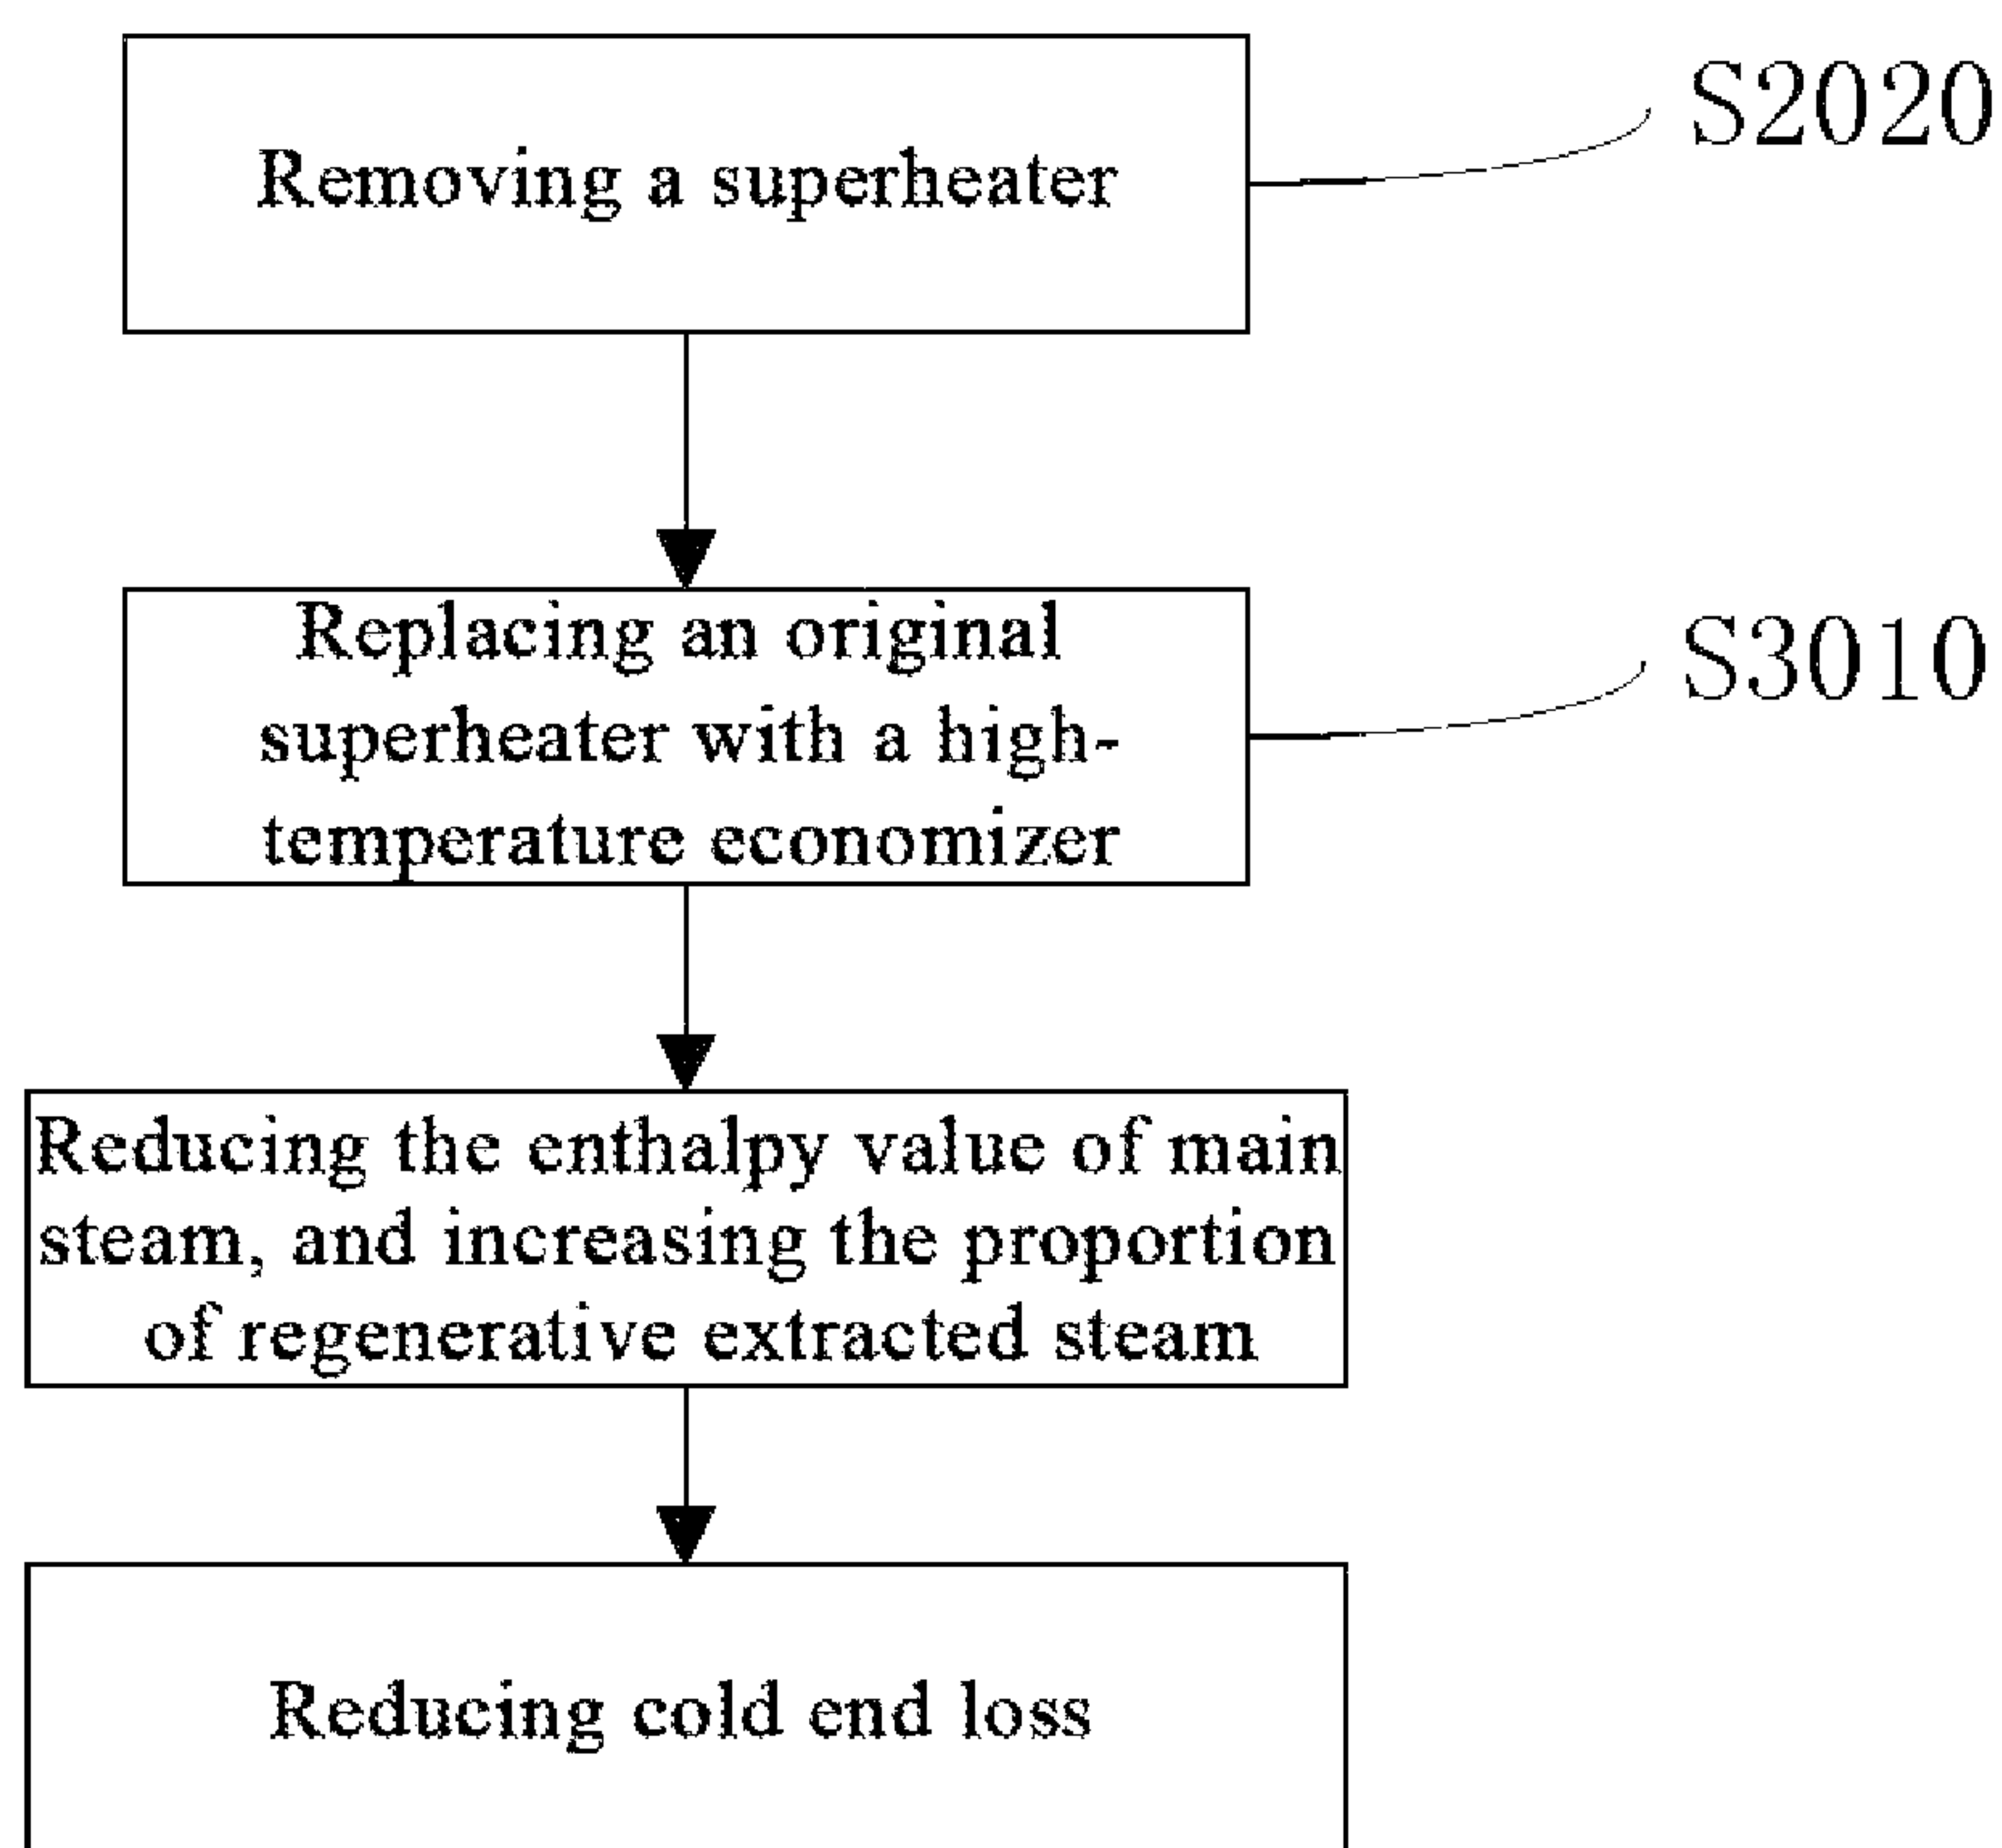 Removing a superheater
S2020
Replacing an original
superheater with a high-
temperature economizer
S3010
Reducing the enthalpy value of main
steam, and increasing the proportion
of regenerative extracted steam
Reducing cold end loss